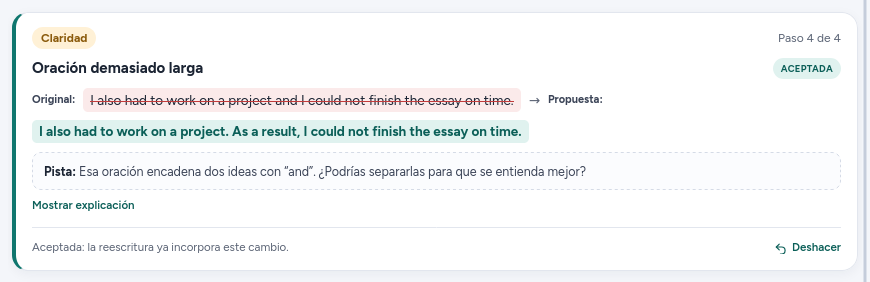 Claridad Paso 4 de 4
Oración demasiado larga ACEPTADA
Original: I also had to work on a project and I could not finish the essay on time. → Propuesta:
I also had to work on a project. As a result, I could not finish the essay on time.
Pista: Esa oración encadena dos ideas con “and”. ¿Podrías separarlas para que se entienda mejor?
Mostrar explicación
Aceptada: la reescritura ya incorpora este cambio. Deshacer